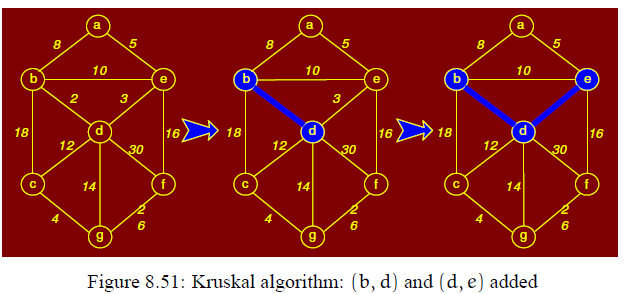 a a a
8 5 8 5 8 5
b 10 e b 10 e b 10 e
2 3 3
d d d
18 12 30 16 18 12 30 16 18 12 30 16
c 14 f c 14 f c 14 f
4 2 4 2 4 2
6 6 6
g g g
Figure 8.51: Kruskal algorithm: (b, d) and (d, e) added